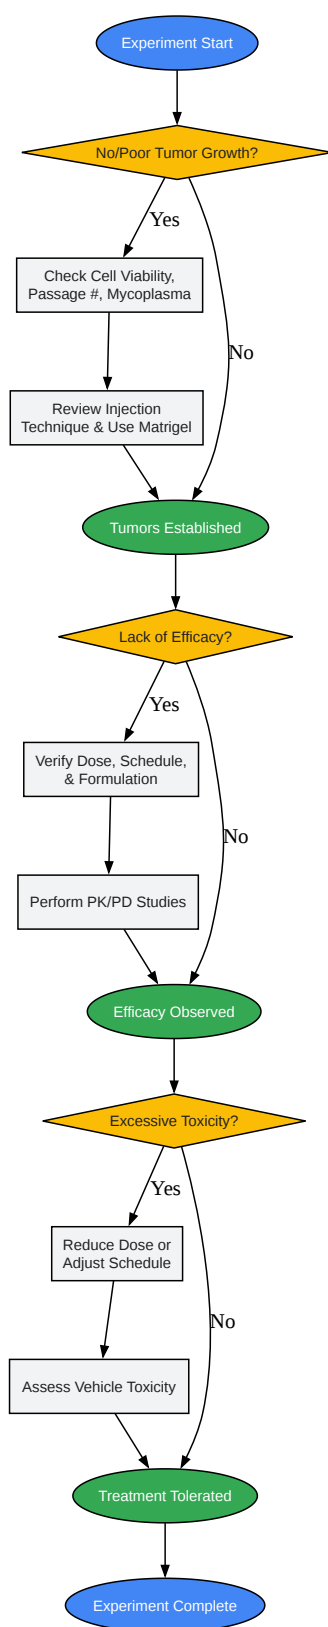 Experiment Start
No/Poor Tumor Growth?
Yes
Check Cell Viability,
Passage #, Mycoplasma
No
Review Injection
Technique & Use Matrigel
Tumors Established
Lack of Efficacy?
Yes
Verify Dose, Schedule,
& Formulation
No
Perform PK/PD Studies
Efficacy Observed
Excessive Toxicity?
Yes
Reduce Dose or
Adjust Schedule
No
Assess Vehicle Toxicity
Treatment Tolerated
Experiment Complete